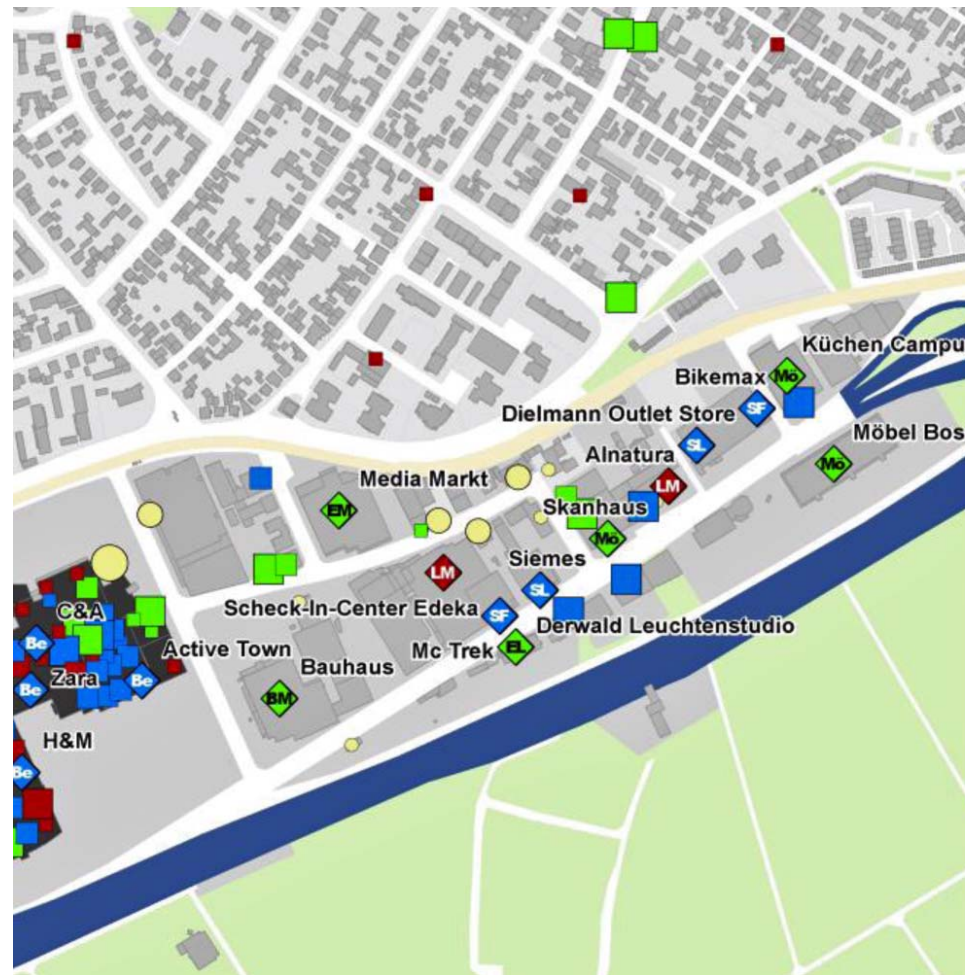 Küchen Campu
Bikemax
Mö
Dielmann Outlet Store
SF
Möbel Bos
SL
Alnatura
Mö
Media Markt
LM
EM
Skanhaus
Mö
Siemes
LM
SL
Scheck-In-Center Edeka
SF
C&A
Derwald Leuchtenstudio
Be
Active Town
Mc Trek
EL
Bauhaus
Zara
Be
Be
BM
H&M
Be